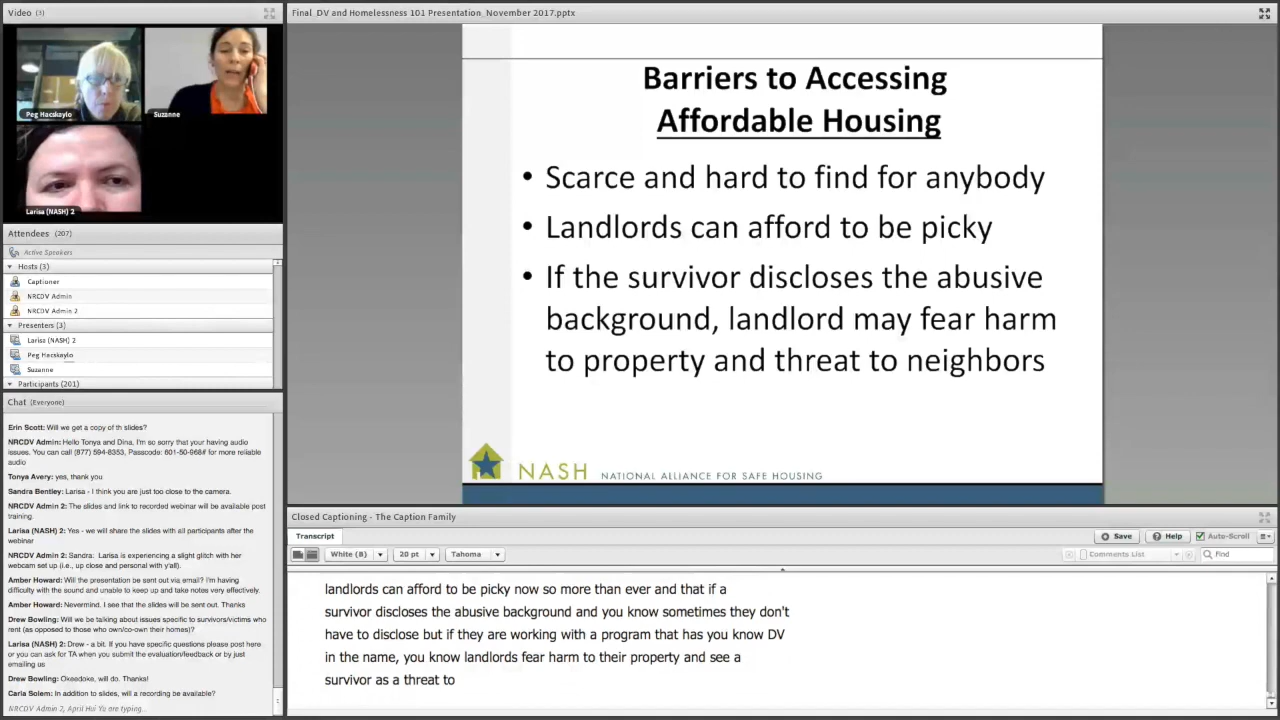 Video (3)
Peg Hacskaylo
Suzanne
Larisa (NASH) 2
Attendees (207)
Active Speakers
Hosts (3)
Captioner
NRCDV Admin
NRCDV Admin 2
Presenters (3)
Larisa (NASH) 2
Peg Hacskaylo
Suzanne
Participants (201)
Chat (Everyone)
Erin Scott: Will we get a copy of th slides?
NRCDV Admin: Hello Tonya and Dina. I'm so sorry that your having audio
issues. You can call (877) 594-8353, Passcode: 601-50-968# for more reliable
audio
Tonya Avery: yes, thank you
Sandra Bentley: Larisa - I think you are just too close to the camera.
NRCDV Admin 2: The slides and link to recorded webinar will be available post
training.
Larisa (NASH) 2: Yes - we will share the slides with all participants after the
webinar
NRCDV Admin 2: Sandra: Larisa is experiencing a slight glitch with her
webcam set up (i.e., up close and personal with y'all).
Amber Howard: Will the presentation be sent out via email? I'm having
difficulty with the sound and unable to keep up and take notes very effectively.
Amber Howard: Nevermind. I see that the slides will be sent out. Thanks
Drew Bowling: Will we be talking about issues specific to survivors/victims who
rent (as opposed to those who own/co-own their homes)?
Larisa (NASH) 2: Drew - a bit. If you have specific questions please post here
or you can ask for TA when you submit the evaluation/feedback or by just
emailing us
Drew Bowling: Okeedoke, will do. Thanks!
Carla Solem: In addition to slides, will a recording be available?
NRCDV Admin 2, April Hui Yu are typing...
Final_DV and Homelessness 101 Presentation_November 2017.pptx
Barriers to Accessing
Affordable Housing
• Scarce and hard to find for anybody
• Landlords can afford to be picky
• If the survivor discloses the abusive
background, landlord may fear harm
to property and threat to neighbors
NASH NATIONAL ALLIANCE FOR SAFE HOUSING
Closed Captioning - The Caption Family
Transcript
Save
Help
Auto-Scroll
White (B)
20 pt
Tahoma
Comments List
Find
landlords can afford to be picky now so more than ever and that if a
survivor discloses the abusive background and you know sometimes they don't
have to disclose but if they are working with a program that has you know DV
in the name, you know landlords fear harm to their property and see a
survivor as a threat to